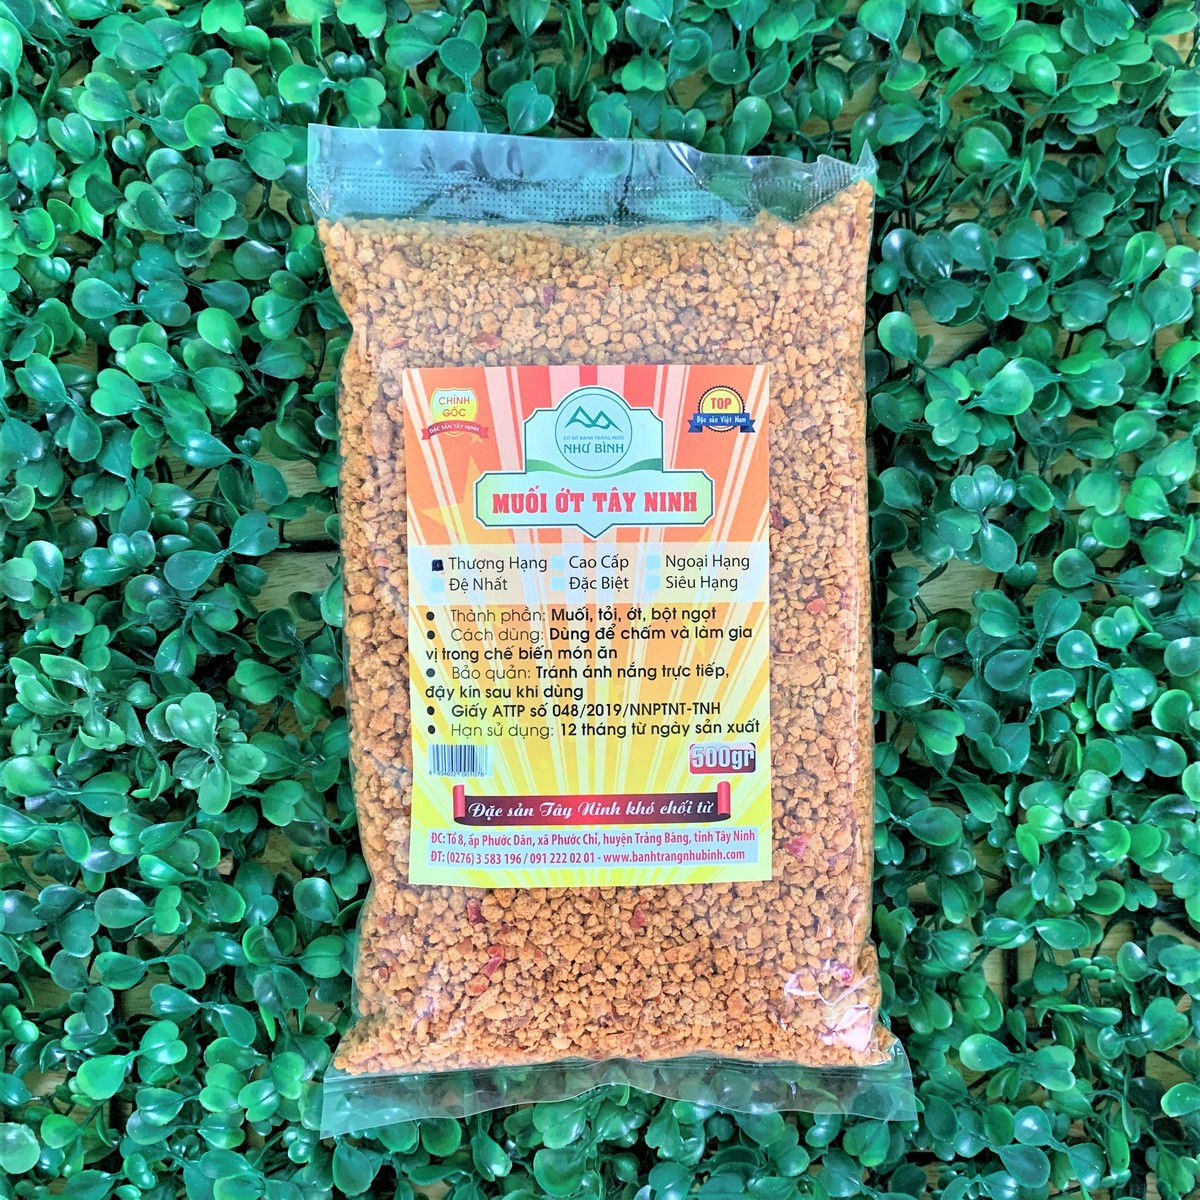 CHÍNH
GỐC
ĐẶC SẢN TÂY NINH
CƠ SỞ BÁNH TRÁNG MUỐI
NHƯ BÌNH
TOP
Đặc sản Việt Nam
MUỐI ỚT TÂY NINH
Thượng Hạng Cao Cấp Ngoại Hạng
Đệ Nhất Đặc Biệt Siêu Hạng
● Thành phần: Muối, tỏi, ớt, bột ngọt
● Cách dùng: Dùng để chấm và làm gia
vị trong chế biến món ăn
● Bảo quản: Tránh ánh nắng trực tiếp,
đậy kín sau khi dùng
● Giấy ATTP số 048/2019/NNPTNT-TNH
● Hạn sử dụng: 12 tháng từ ngày sản xuất
500gr
Đặc sản Tây Ninh khó chối từ
ĐC: Tổ 8, ấp Phước Dân, xã Phước Chỉ, huyện Trảng Bàng, tỉnh Tây Ninh
ĐT: (0276) 3 583 196 / 091 222 02 01 - www.banhtrangnhubinh.com